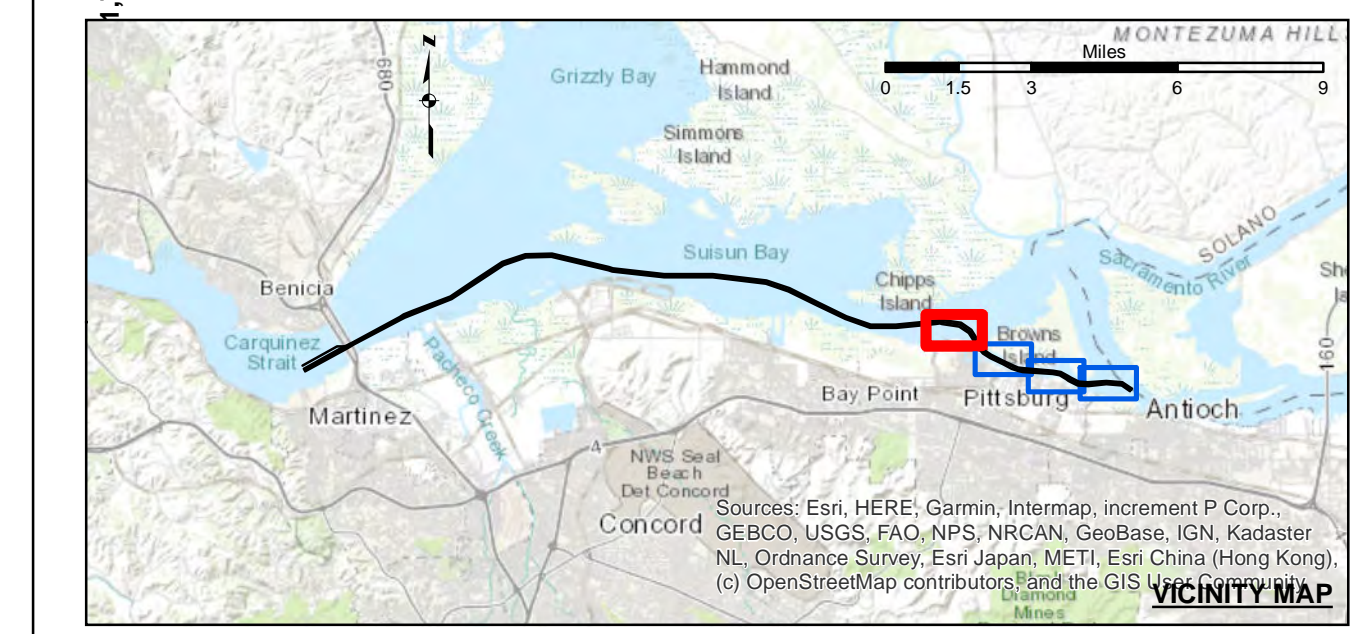 MONTEZUMA HILL
Miles
0 1.5 3 6 9
N
680
Grizzly Bay
Hammond
Island
Simmons
Island
SOLANO
Sacramento River
Suisun Bay
Chipps
Island
Benicia
Carquinez
Strait
Browns
Island
160
Pacheco Creek
Bay Point
Pittsburg
Antioch
Martinez
4
NWS Seal
Beach
Det Concord
Concord
Sources: Esri, HERE, Garmin, Intermap, increment P Corp.,
GEBCO, USGS, FAO, NPS, NRCAN, GeoBase, IGN, Kadaster
NL, Ordnance Survey, Esri Japan, METI, Esri China (Hong Kong),
(c) OpenStreetMap contributors, and the GIS User Community
Diamond
Mines
VICINITY MAP